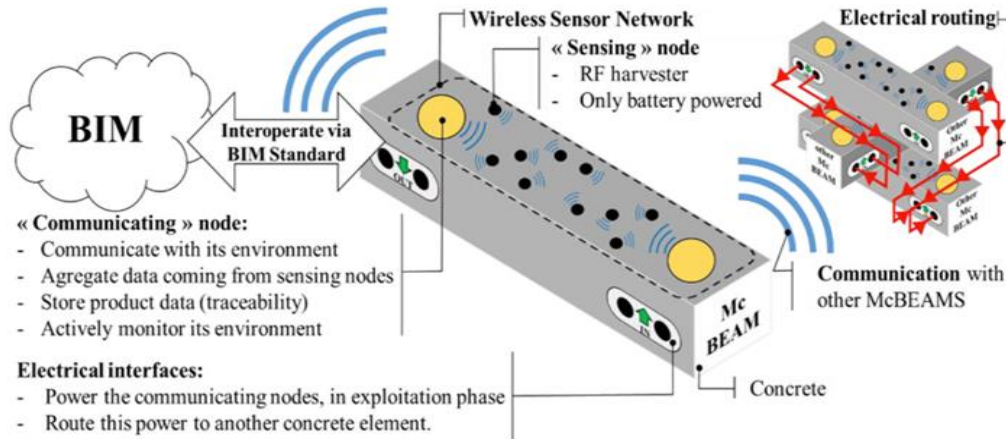 Wireless Sensor Network
« Sensing » node
- RF harvester
- Only battery powered
Electrical routing
BIM
Interoperate via
BIM Standard
OUT
« Communicating » node:
- Communicate with its environment
- Agregate data coming from sensing nodes
- Store product data (traceability)
- Actively monitor its environment
IN
Mc
BEAM
Other
Mc
BEAM
other
Mc
BEAM
Other
Mc
BEAM
Communication with
other McBEAMS
Concrete
Electrical interfaces:
- Power the communicating nodes, in exploitation phase
- Route this power to another concrete element.